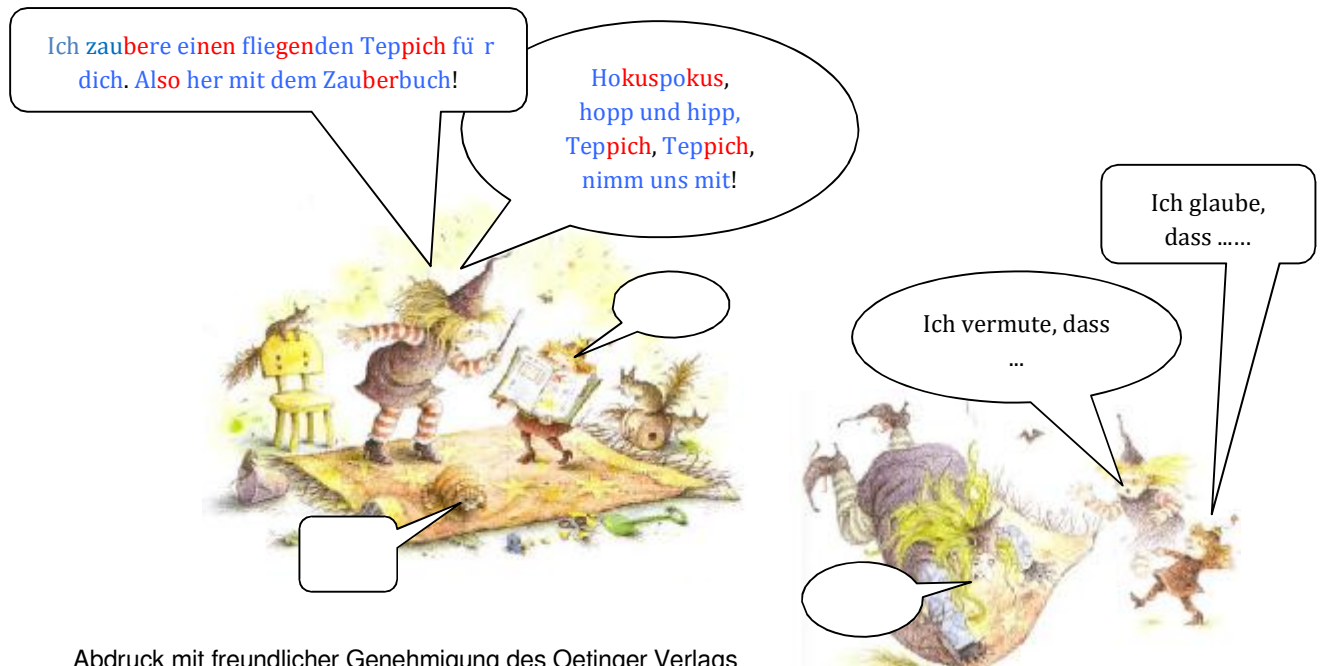 Ich zaubere einen fliegenden Teppich fü r
dich. Also her mit dem Zauberbuch!
Hokuspokus,
hopp und hipp,
Teppich, Teppich,
nimm uns mit!
Ich glaube,
dass ......
Ich vermute, dass
...
Abdruck mit freundlicher Genehmigung des Oetinger Verlags